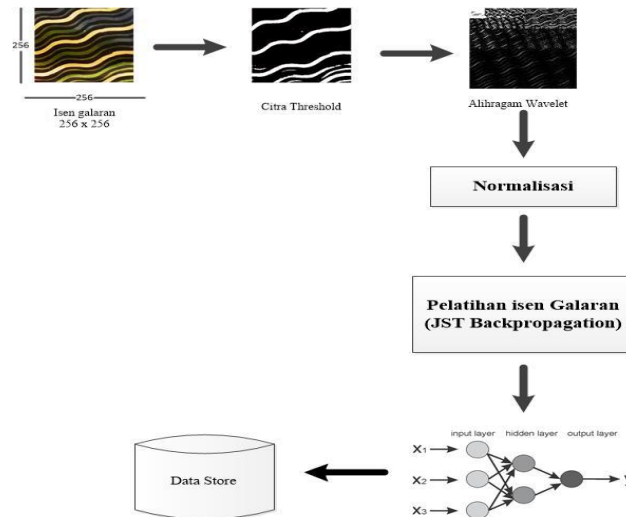 256
256
Isen galaran
256 x 256
Citra Threshold
Alihragam Wavelet
Normalisasi
Pelatihan isen Galaran
(JST Backpropagation)
input layer hidden layer output layer
X1
X2
X3
y
Data Store